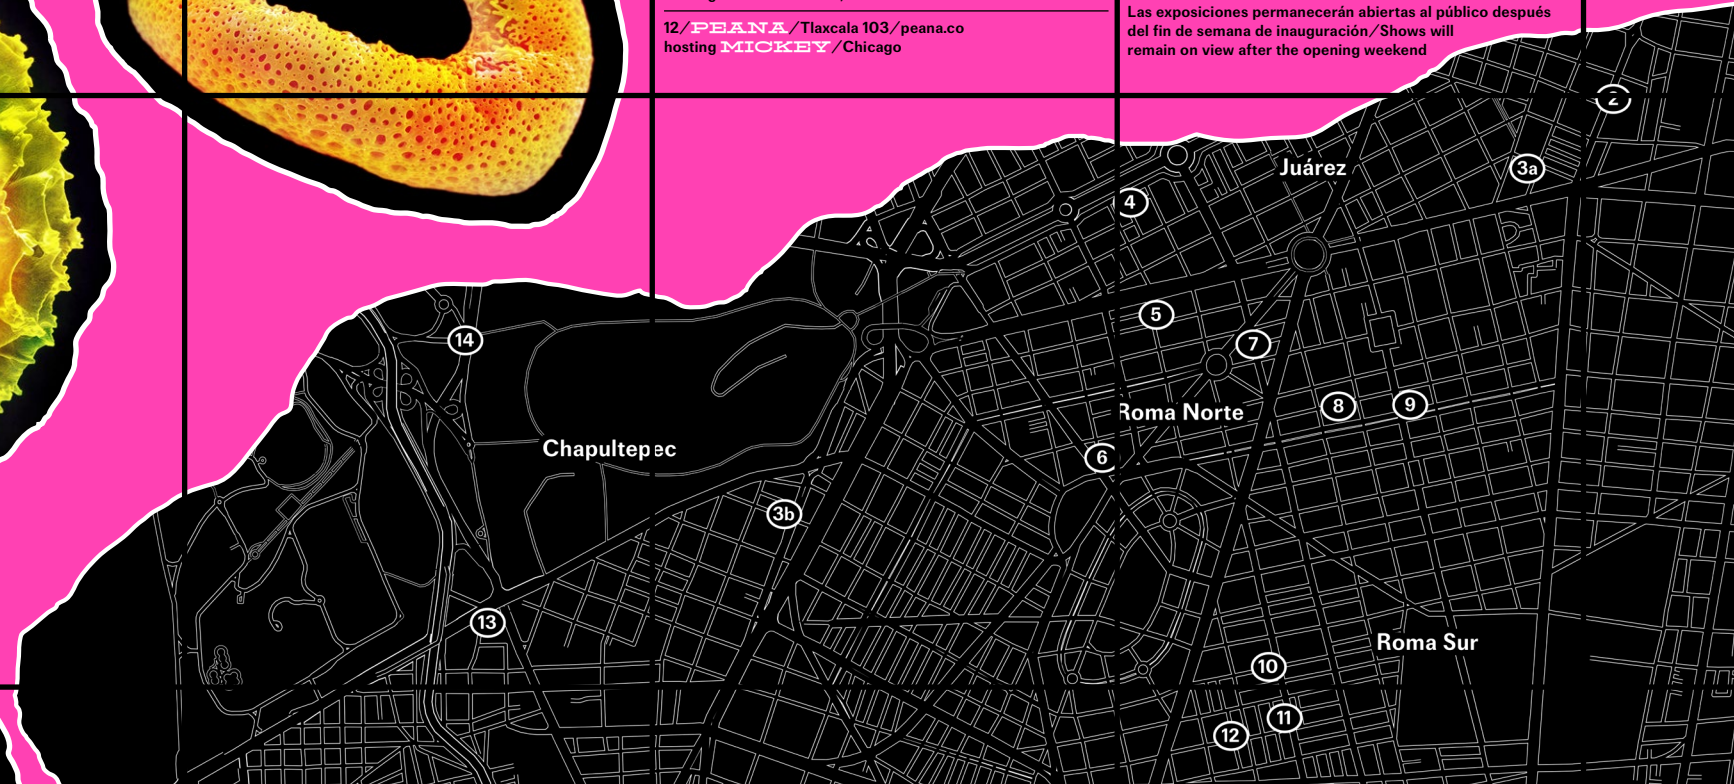 12/PEANA/Tlaxcala 103/peana.co
hosting MICKEY/Chicago
Las exposiciones permanecerán abiertas al público después
del fin de semana de inauguración/Shows will
remain on view after the opening weekend
2
Juárez
3a
4
5
14
7
8
9
Roma Norte
Chapultepec
6
3b
13
Roma Sur
10
11
12